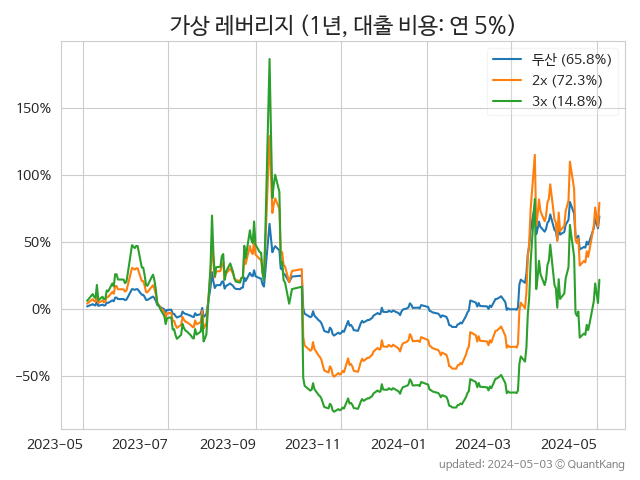 가상 레버리지 (1년, 대출 비용: 연 5%)
두산 (65.8%)
2x (72.3%)
3x (14.8%)
150%
100%
50%
0%
−50%
2023-05 2023-07 2023-09 2023-11 2024-01 2024-03 2024-05
updated: 2024-05-03 © QuantKang